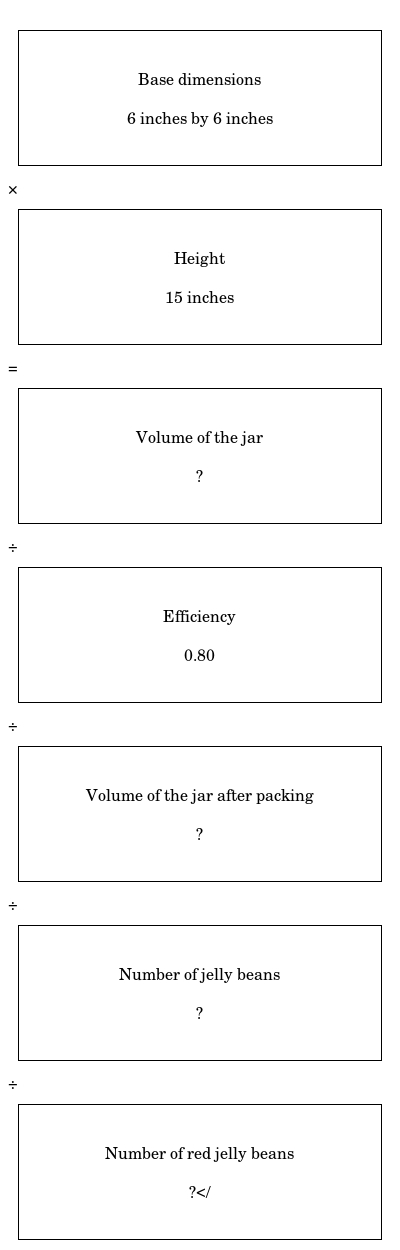 Base dimensions
6 inches by 6 inches
×
Height
15 inches
=
Volume of the jar
?
÷
Efficiency
0.80
÷
Volume of the jar after packing
?
÷
Number of jelly beans
?
÷
Number of red jelly beans
?</